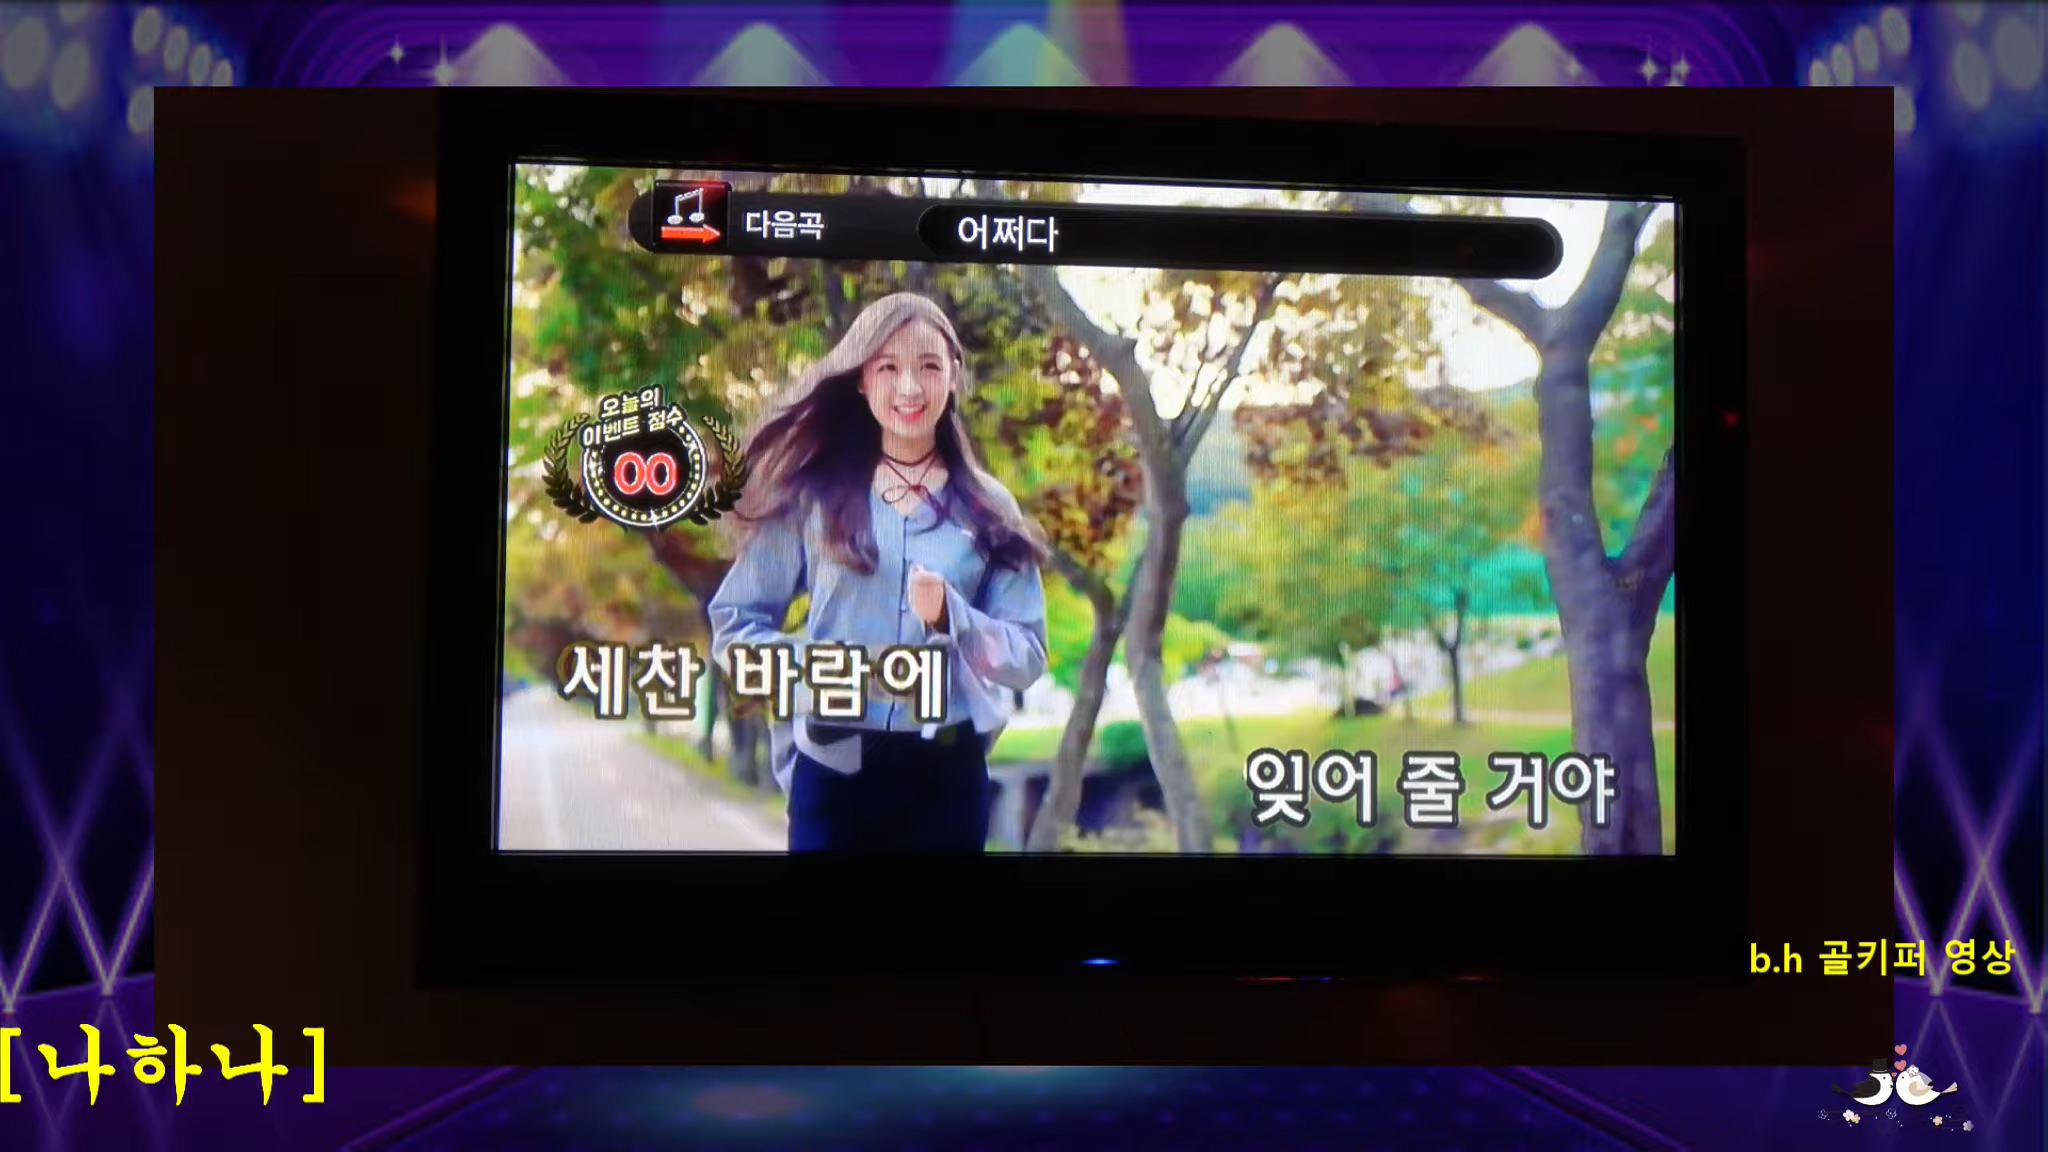 다음곡 어쩌다
오늘의
이벤트 점수
00
세찬 바람에
잊어 줄 거야
b.h 골키퍼 영상
[나하나]